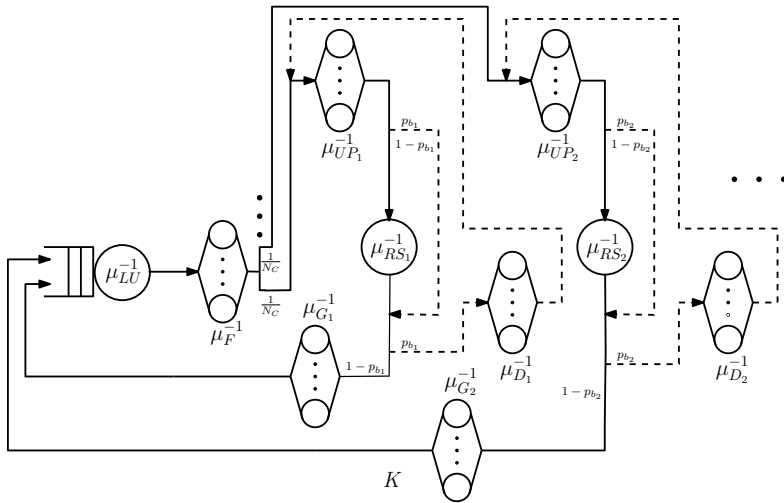 μ_{UP_1}^{-1}
μ_{UP_2}^{-1}
p_{b_1}
1 − p_{b_1}
p_{b_2}
1 − p_{b_2}
μ_{LU}^{-1}
μ_F^{-1}
1/N_C
1/N_C
μ_{RS_1}^{-1}
μ_{RS_2}^{-1}
μ_{G_1}^{-1}
1 − p_{b_1}
p_{b_1}
μ_{D_1}^{-1}
p_{b_2}
1 − p_{b_2}
μ_{D_2}^{-1}
μ_{G_2}^{-1}
K